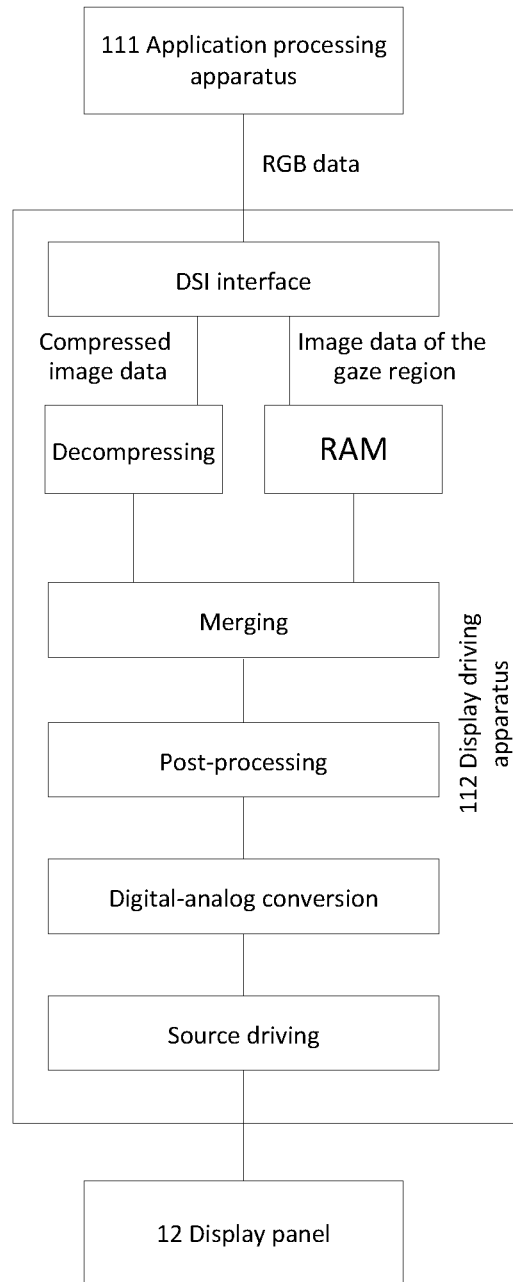 111 Application processing
apparatus
RGB data
DSI interface
Compressed
image data
Image data of the
gaze region
Decompressing
RAM
Merging
112 Display driving
apparatus
Post-processing
Digital-analog conversion
Source driving
12 Display panel